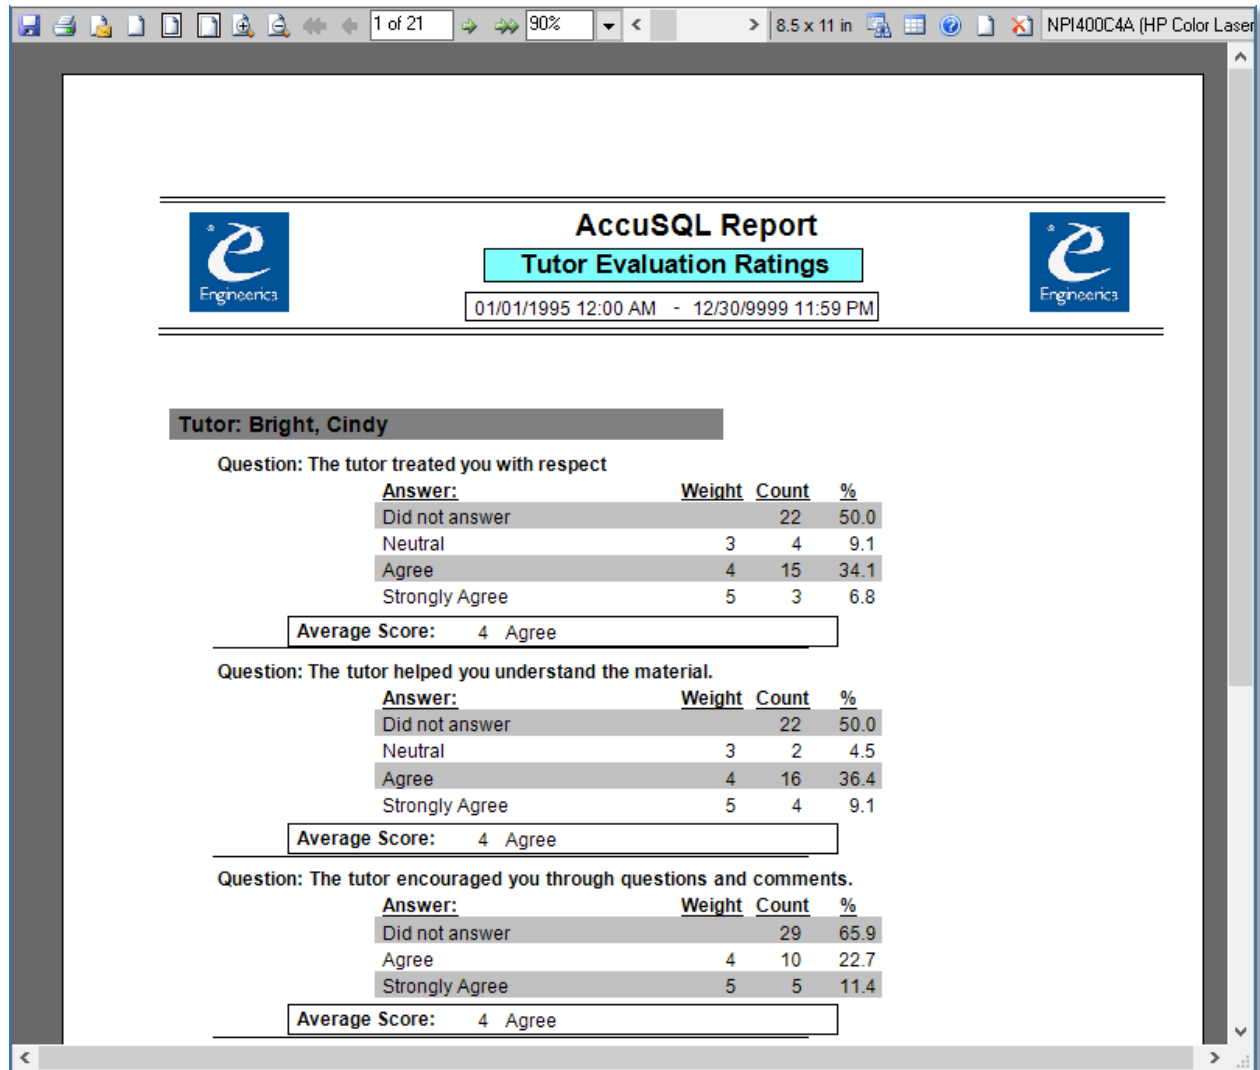 1 of 21 90% 8.5 x 11 in NPI400C4A (HP Color Laser
AccuSQL Report
Tutor Evaluation Ratings
Engineerica Engineerica
01/01/1995 12:00 AM - 12/30/9999 11:59 PM
Tutor: Bright, Cindy
Question: The tutor treated you with respect
Answer: Weight Count %
Did not answer 22 50.0
Neutral 3 4 9.1
Agree 4 15 34.1
Strongly Agree 5 3 6.8
Average Score: 4 Agree
Question: The tutor helped you understand the material.
Answer: Weight Count %
Did not answer 22 50.0
Neutral 3 2 4.5
Agree 4 16 36.4
Strongly Agree 5 4 9.1
Average Score: 4 Agree
Question: The tutor encouraged you through questions and comments.
Answer: Weight Count %
Did not answer 29 65.9
Agree 4 10 22.7
Strongly Agree 5 5 11.4
Average Score: 4 Agree